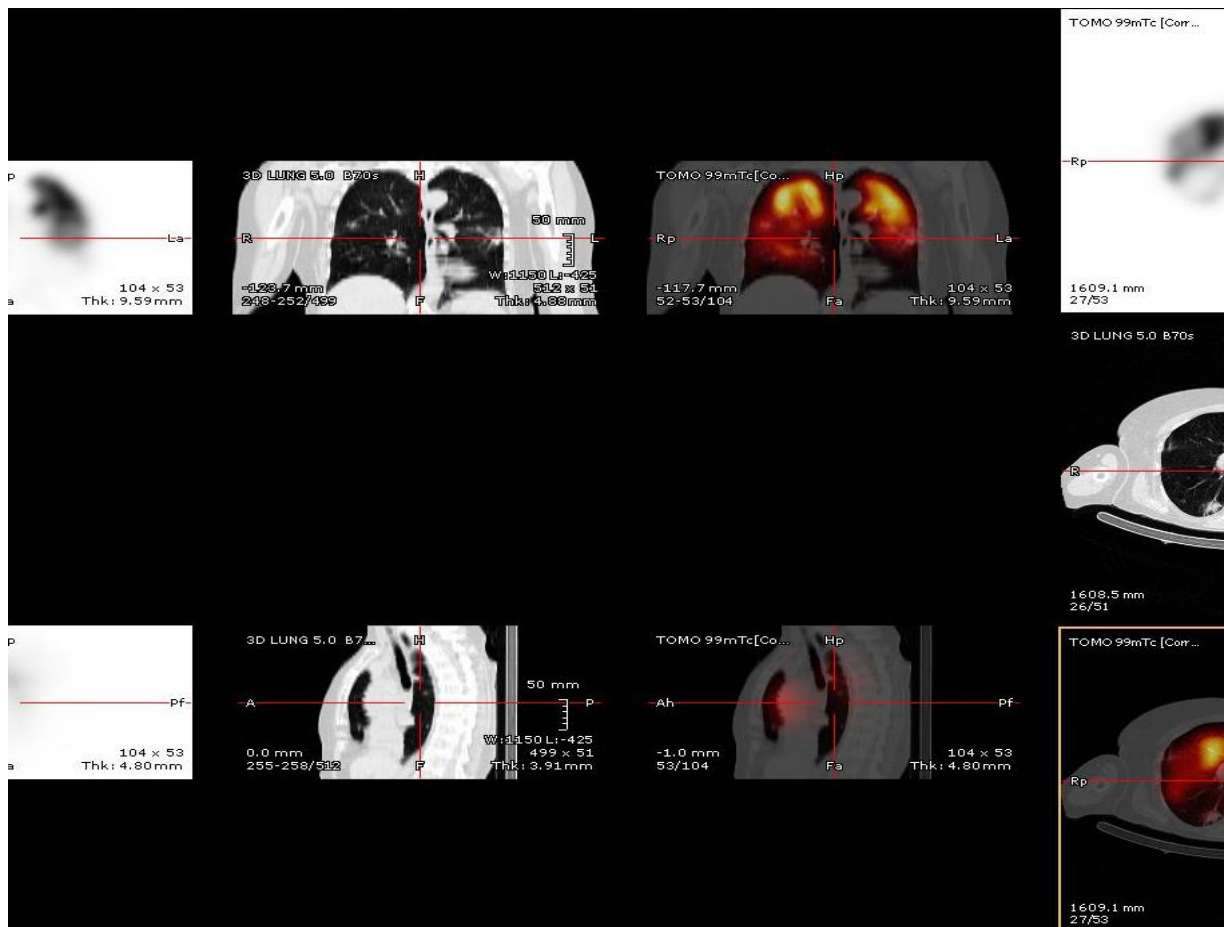 TOMO 99mTc [Corr...
Rp
1609.1 mm
27/53
P
La
104 x 53
a
Thk: 9.59mm
3D LUNG 5.0 B70s
H
50 mm
R
L
W:1150 L:-425
-123.7 mm
512 x 51
248-252/499
F
Thk: 4.88mm
TOMO 99mTc[Co...
Hp
Rp
La
-117.7 mm
104 x 53
52-53/104
Fa
Thk: 9.59mm
3D LUNG 5.0 B70s
R
1608.5 mm
26/51
P
Pf
104 x 53
a
Thk: 4.80mm
3D LUNG 5.0 B7...
H
50 mm
A
P
W:1150 L:-425
0.0 mm
499 x 51
255-258/512
F
Thk: 3.91mm
TOMO 99mTc[Co...
Hp
Ah
Pf
-1.0 mm
104 x 53
53/104
Fa
Thk: 4.80mm
TOMO 99mTc [Corr...
Rp
1609.1 mm
27/53